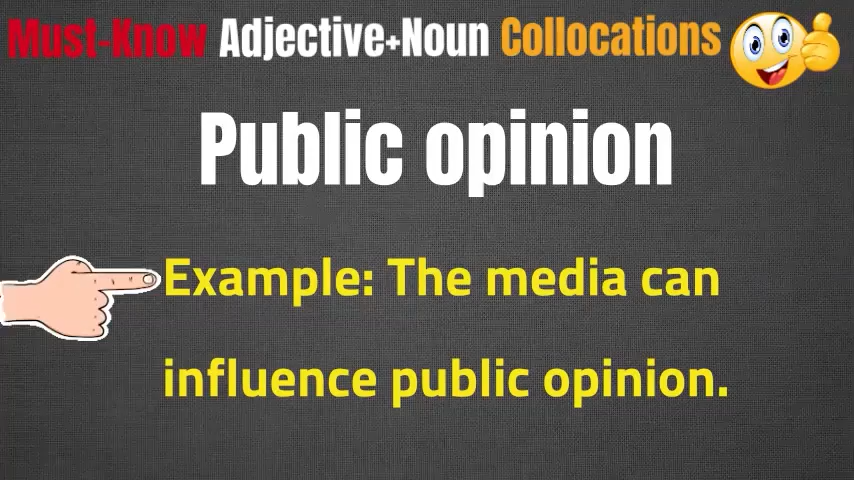 Must-Know Adjective+Noun Collocations
Public opinion
Example: The media can
influence public opinion.